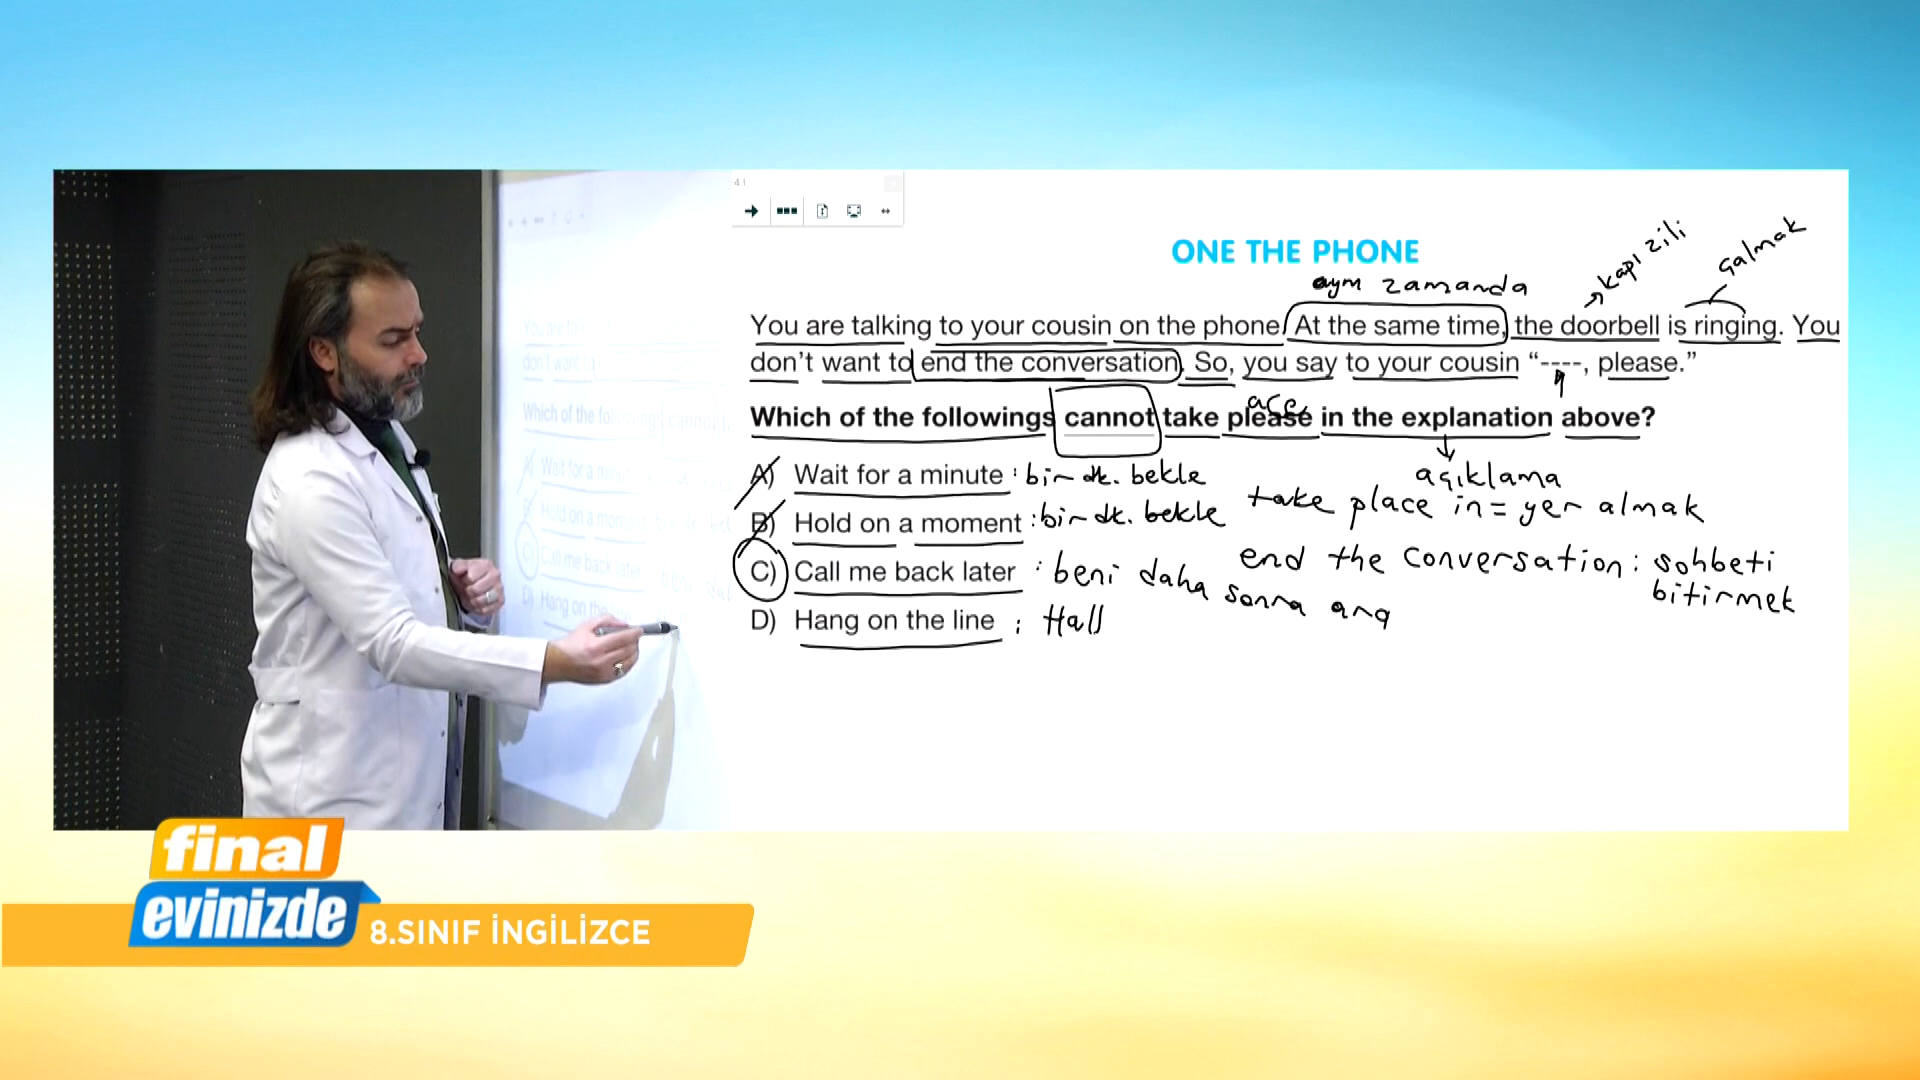 4.1
ONE THE PHONE
aynı zamanda
kapı zili
çalmak
You are talking to your cousin on the phone. At the same time, the doorbell is ringing. You
don't want to end the conversation. So, you say to your cousin "----, please."
ace
Which of the followings cannot take please in the explanation above?
açıklama
A) Wait for a minute : bir dk. bekle
B) Hold on a moment : bir dk. bekle
take place in = yer almak
C) Call me back later : beni daha sonra ara
end the conversation : sohbeti
bitirmek
D) Hang on the line : Hatt
final
evinizde
8.SINIF İNGİLİZCE